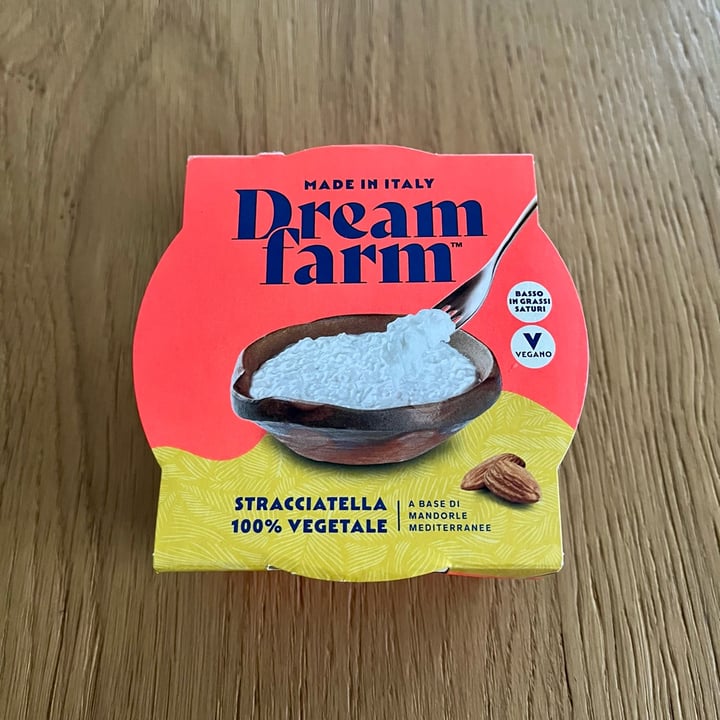 MADE IN ITALY
Dream
farm™
BASSO
IN GRASSI
SATURI
V
VEGANO
STRACCIATELLA
100% VEGETALE
A BASE DI
MANDORLE
MEDITERRANEE